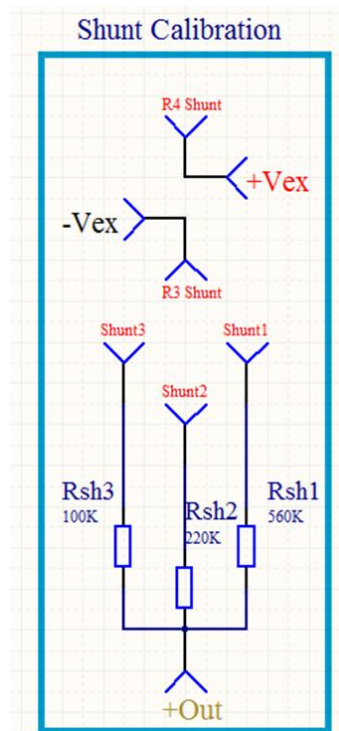 Shunt Calibration
R4 Shunt
+Vex
-Vex
R3 Shunt
Shunt3
Shunt1
Shunt2
Rsh3
100K
Rsh2
220K
Rsh1
560K
+Out